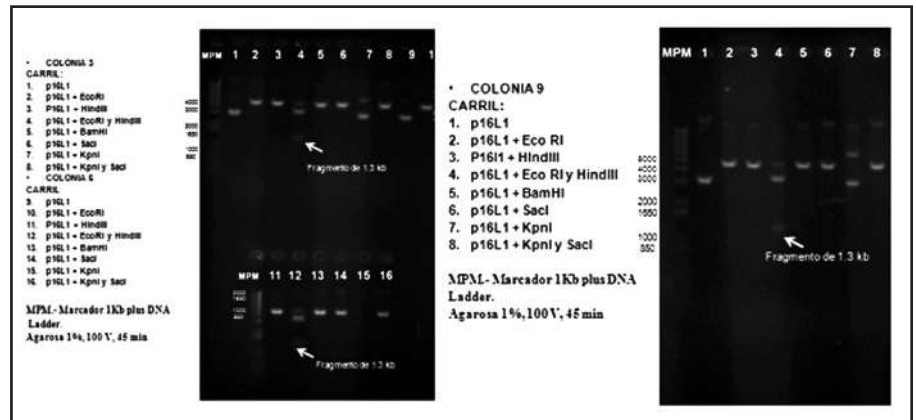 • COLONIA 3
CARRIL:
1. p16L1
2. p16L1 + EcoRI
3. P16L1 + HindIII
4. p16L1 + EcoRI y HindIII
5. p16L1 + BamHI
6. p16L1 + SacI
7. p16L1 + KpnI
8. p16L1 + KpnI y SacI
• COLONIA 6
CARRIL
9. p16L1
10. p16L1 + EcoRI
11. P16L1 + HindIII
12. p16L1 + EcoRI y HindIII
13. p16L1 + BamHI
14. p16L1 + SacI
15. p16L1 + KpnI
16. p16L1 + KpnI y SacI
MPM.- Marcador 1Kb plus DNA
Ladder.
Agarosa 1%, 100 V, 45 min
MPM 1 2 3 4 5 6 7 8 9 1
4000
3000
2000
1650
1000
850
Fragmento de 1.3 kb
MPM 11 12 13 14 15 16
Fragmento de 1.3 kb
• COLONIA 9
CARRIL:
1. p16L1
2. p16L1 + Eco RI
3. P16l1 + HindIII
4. p16L1 + Eco RI y HindIII
5. p16L1 + BamHI
6. p16L1 + SacI
7. p16L1 + KpnI
8. p16L1 + KpnI y SacI
MPM.- Marcador 1Kb plus DNA
Ladder.
Agarosa 1%, 100 V, 45 min
MPM 1 2 3 4 5 6 7 8
5000
4000
3000
2000
1650
1000
850
Fragmento de 1.3 kb